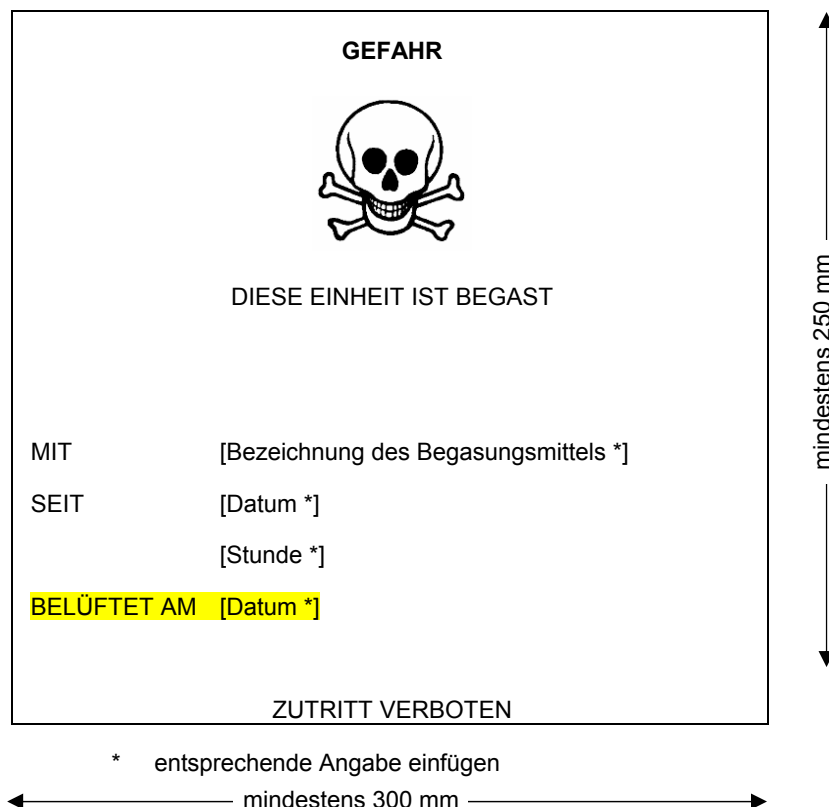 GEFAHR
DIESE EINHEIT IST BEGAST
MIT [Bezeichnung des Begasungsmittels *]
SEIT [Datum *]
[Stunde *]
BELÜFTET AM [Datum *]
ZUTRITT VERBOTEN
* entsprechende Angabe einfügen
mindestens 300 mm
mindestens 250 mm